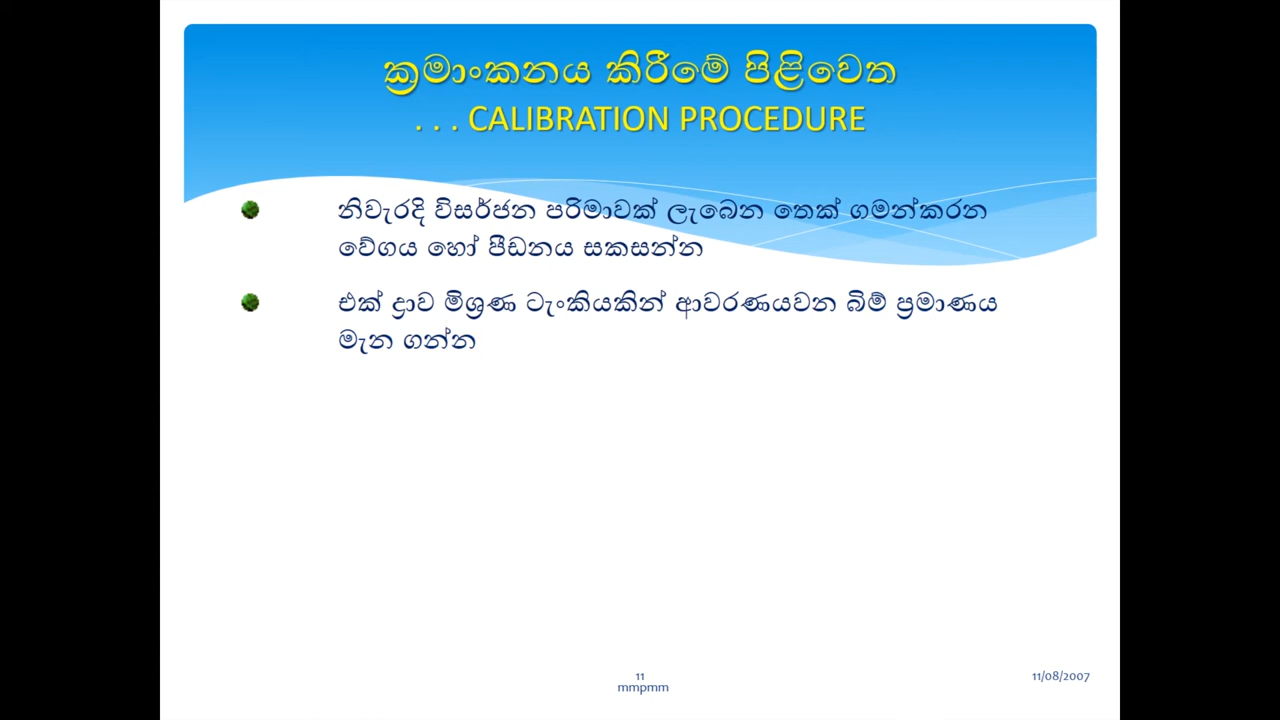 ක්‍රමාංකනය කිරීමේ පිළිවෙත
. . . CALIBRATION PROCEDURE
නිවැරදි විසර්ජන පරිමාවක් ලැබෙන තෙක් ගමන්කරන
වේගය හෝ පීඩනය සකසන්න
එක් ද්‍රාව මිශ්‍රණ ටැංකියකින් ආවරණයවන බිම් ප්‍රමාණය
මැන ගන්න
11
mmpmm
11/08/2007